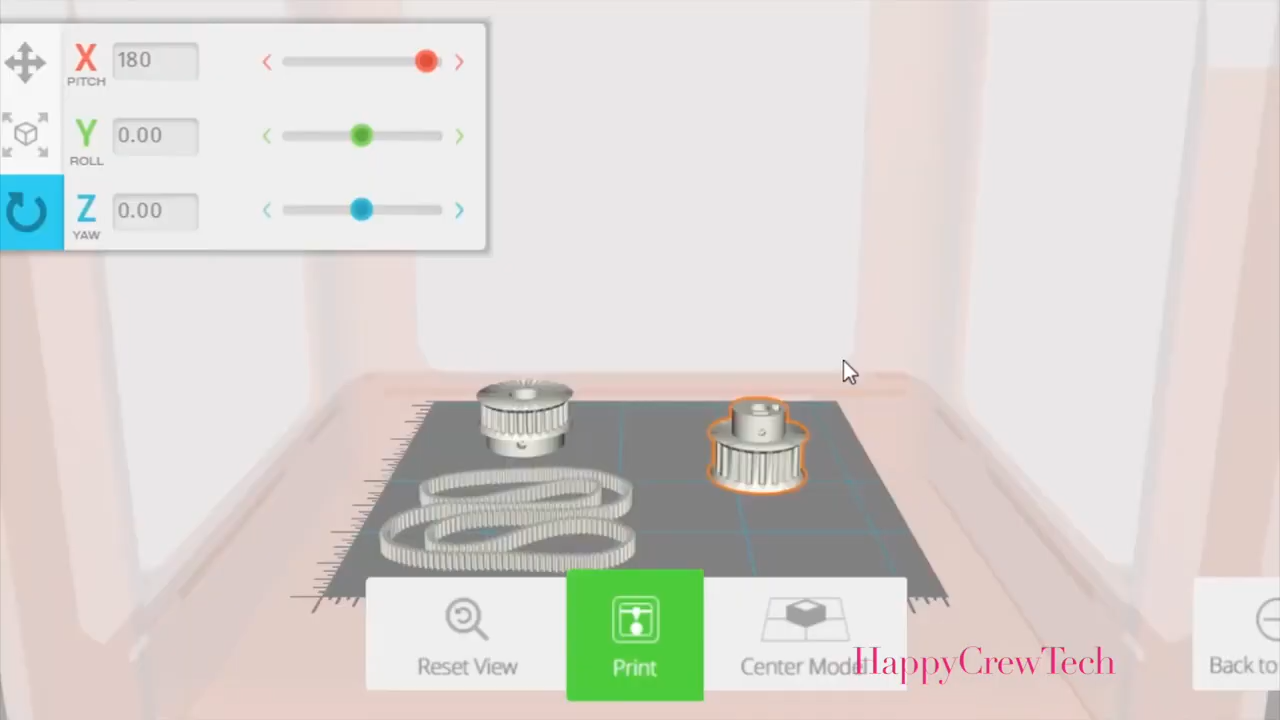 X
PITCH
180
Y
ROLL
0.00
Z
YAW
0.00
Reset View
Print
Center Model
HappyCrewTech
Back to